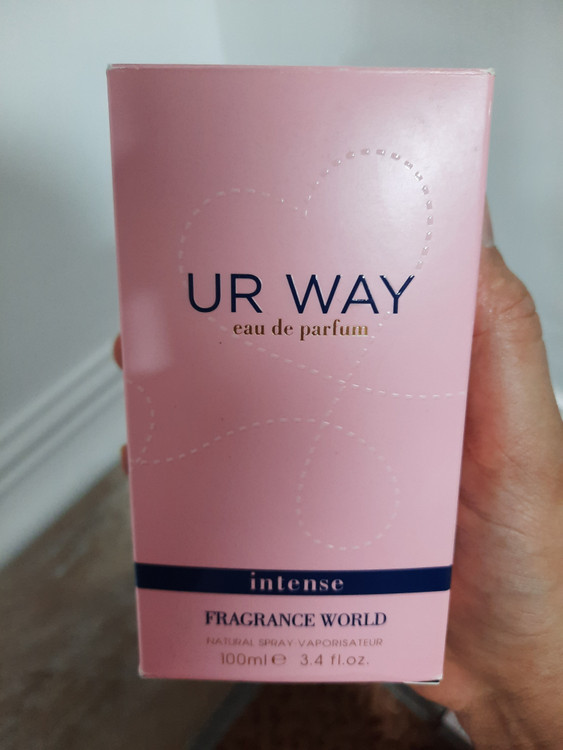 UR WAY
eau de parfum
intense
FRAGRANCE WORLD
NATURAL SPRAY VAPORISATEUR
100ml ℮ 3.4 fl.oz.